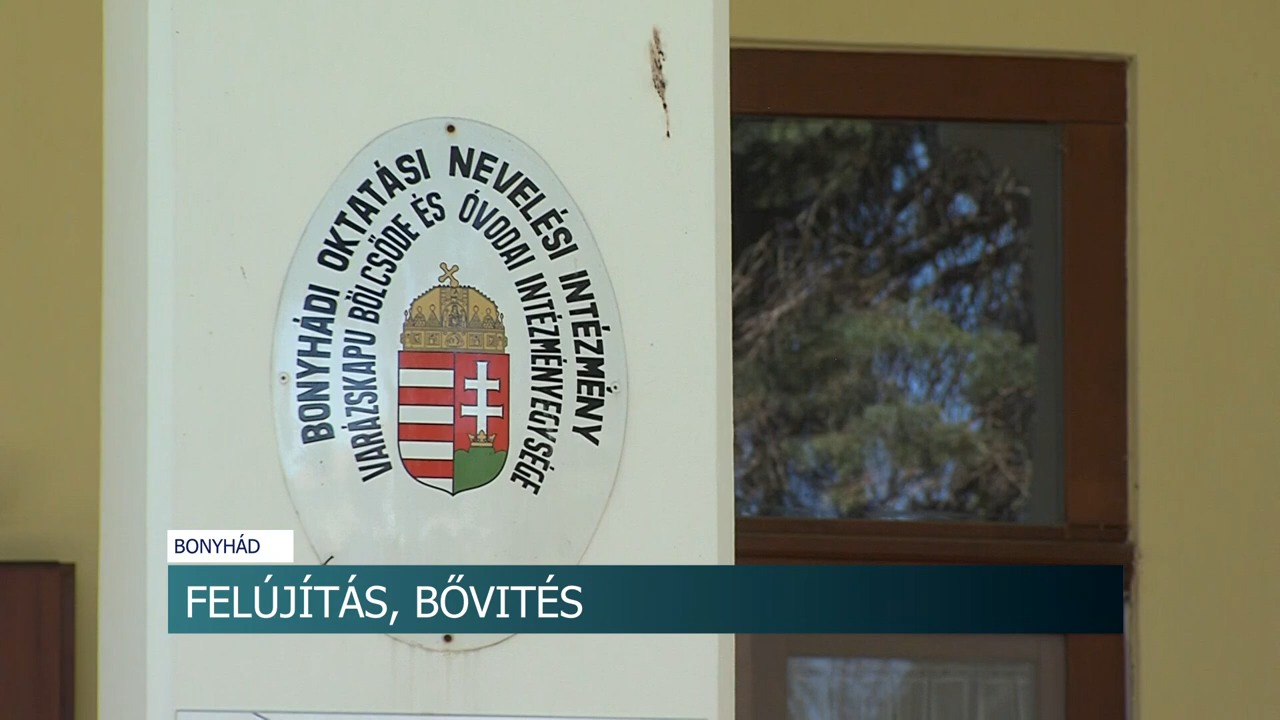 BONYHÁDI OKTATÁSI NEVELÉSI INTÉZMÉNY
VARÁZSKAPU BÖLCSŐDE ÉS ÓVODAI INTÉZMÉNYEGYSÉGE
BONYHÁD
FELÚJÍTÁS, BŐVITÉS